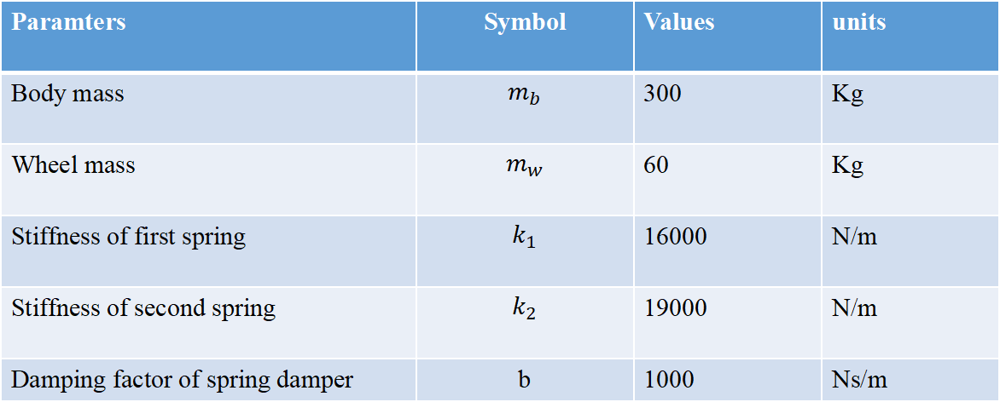 Paramters Symbol Values units
Body mass m_b 300 Kg
Wheel mass m_w 60 Kg
Stiffness of first spring k_1 16000 N/m
Stiffness of second spring k_2 19000 N/m
Damping factor of spring damper b 1000 Ns/m